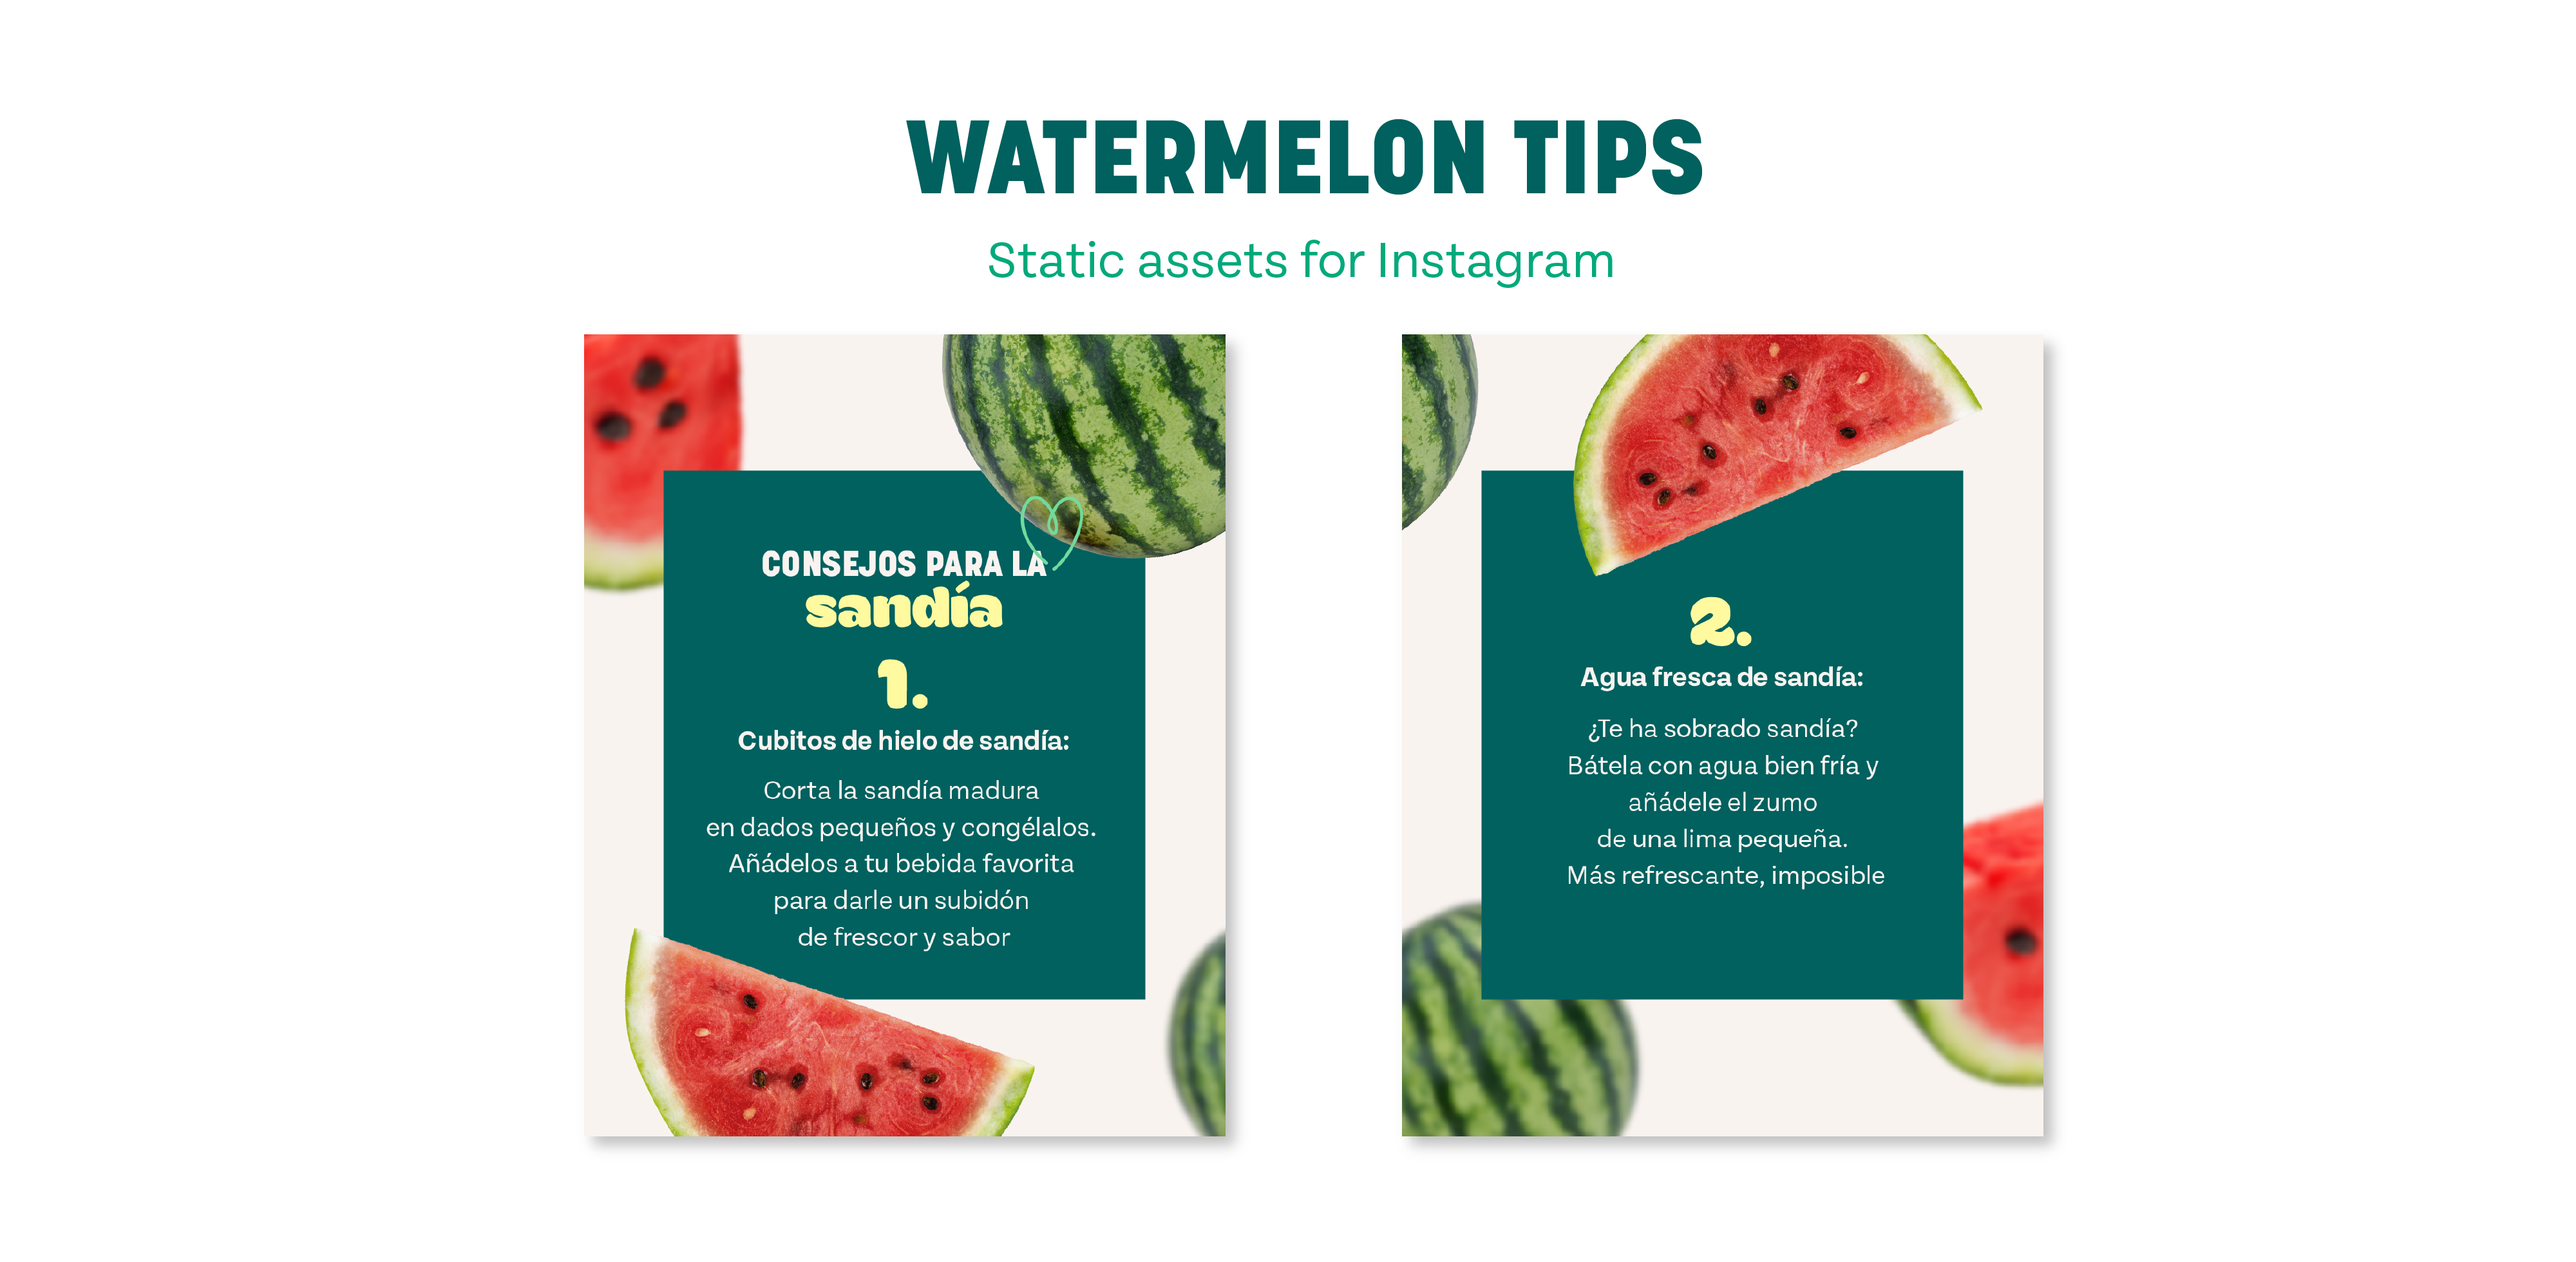 WATERMELON TIPS
Static assets for Instagram
CONSEJOS PARA LA
sandía
1.
Cubitos de hielo de sandía:
Corta la sandía madura
en dados pequeños y congélalos.
Añádelos a tu bebida favorita
para darle un subidón
de frescor y sabor
2.
Agua fresca de sandía:
¿Te ha sobrado sandía?
Bátela con agua bien fría y
añádele el zumo
de una lima pequeña.
Más refrescante, imposible